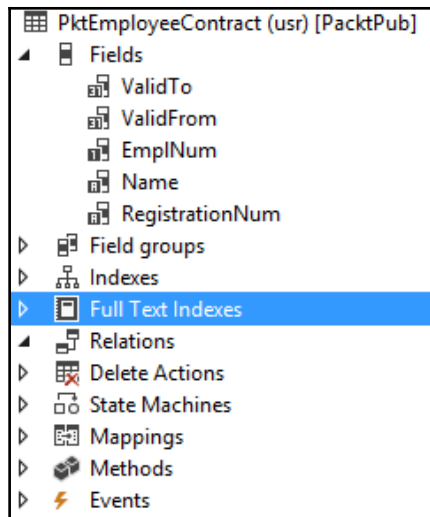 PktEmployeeContract (usr) [PacktPub]
Fields
ValidTo
ValidFrom
EmplNum
Name
RegistrationNum
Field groups
Indexes
Full Text Indexes
Relations
Delete Actions
State Machines
Mappings
Methods
Events